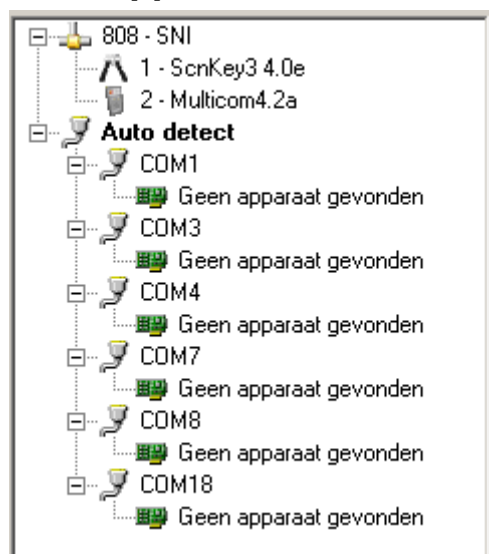 808 - SNI
1 - ScnKey3 4.0e
2 - Multicom4.2a
Auto detect
COM1
Geen apparaat gevonden
COM3
Geen apparaat gevonden
COM4
Geen apparaat gevonden
COM7
Geen apparaat gevonden
COM8
Geen apparaat gevonden
COM18
Geen apparaat gevonden